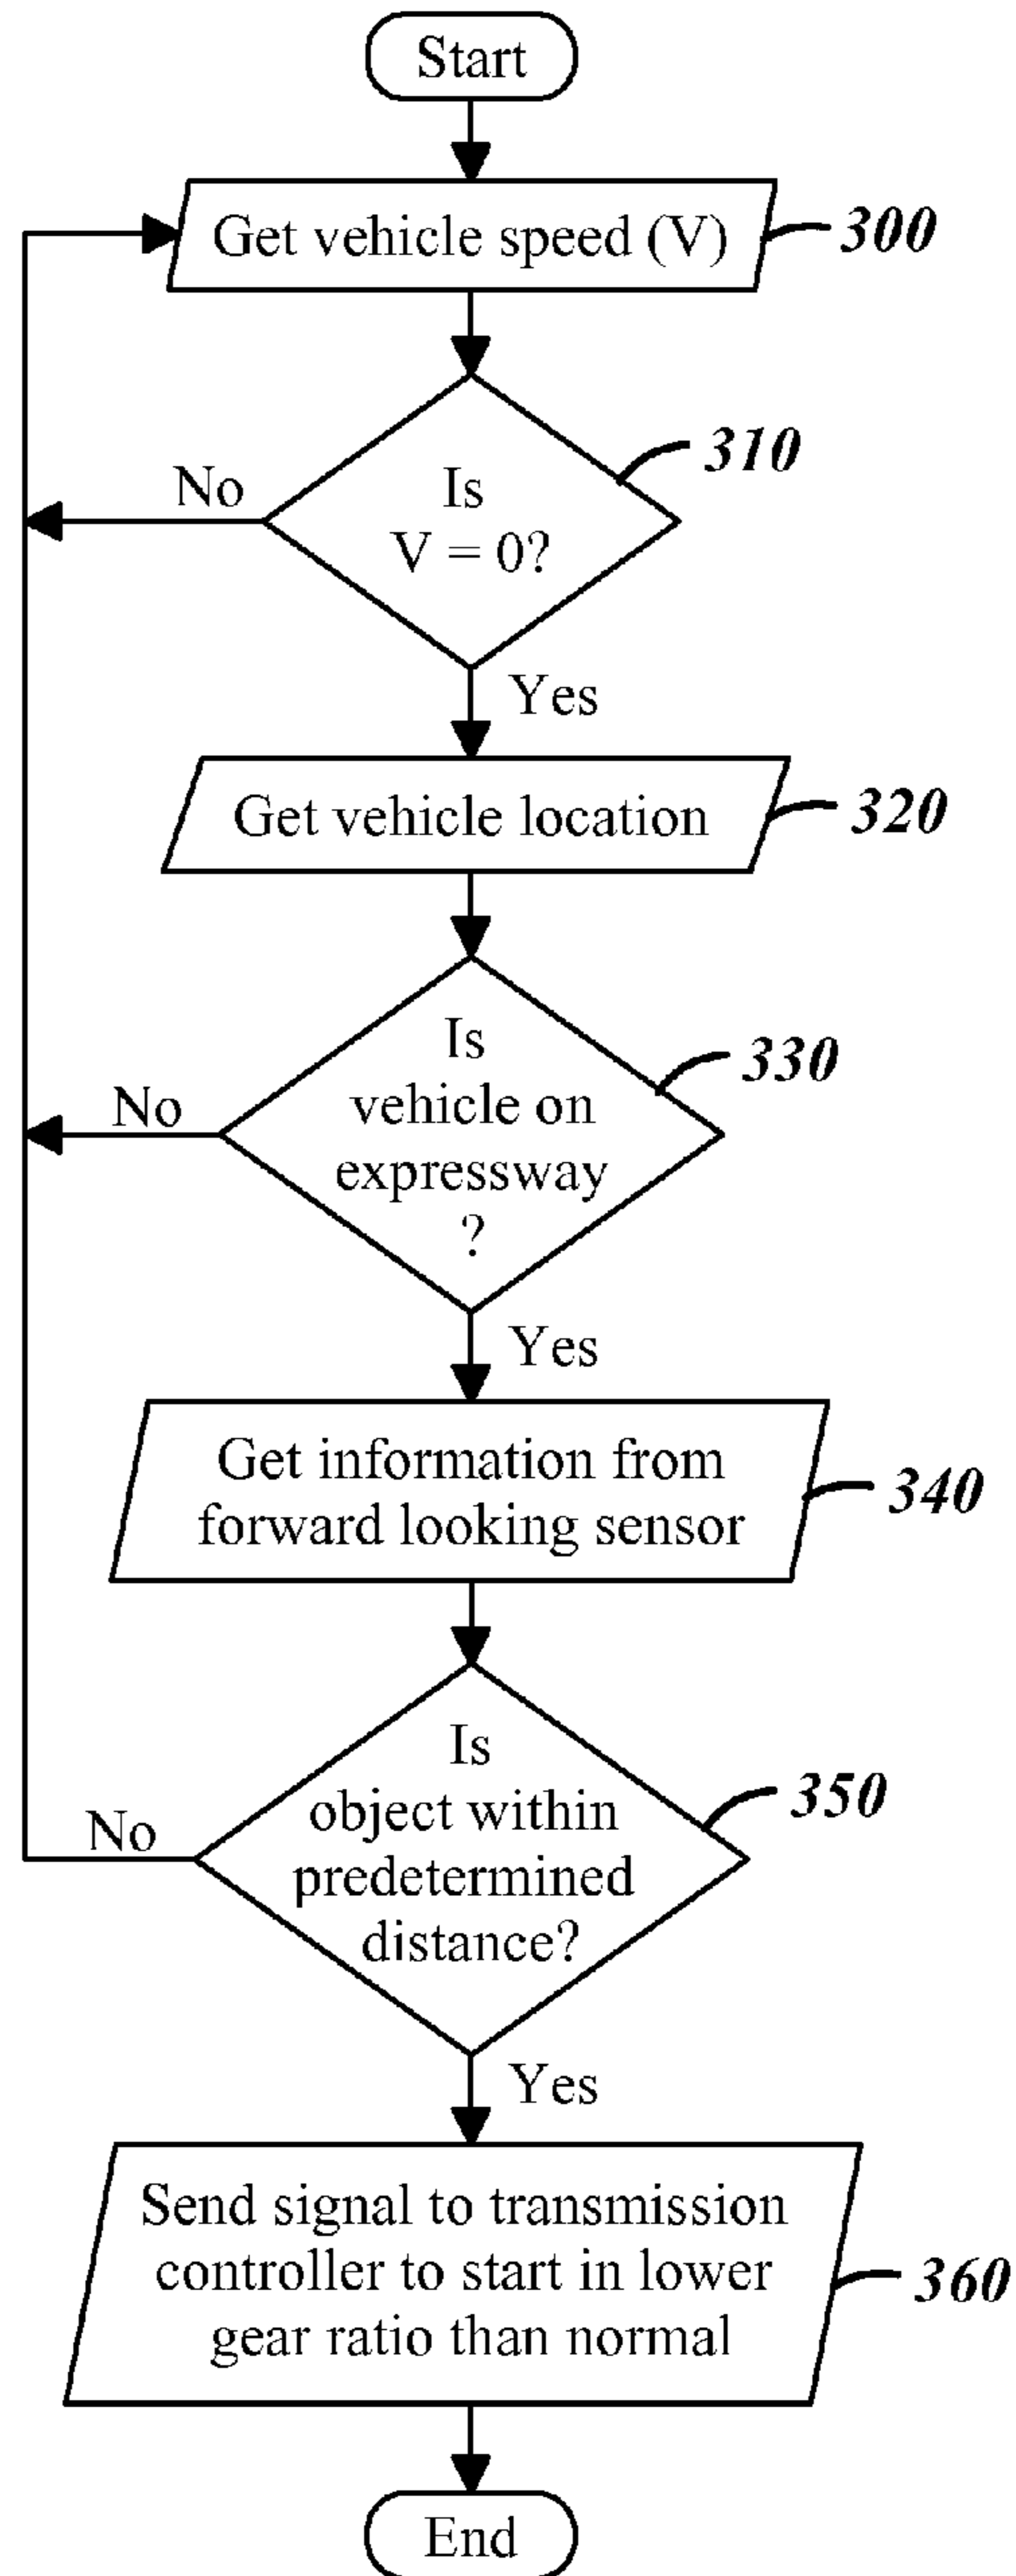 Start
Get vehicle speed (V)
300
310
No
Is
V = 0?
Yes
Get vehicle location
320
Is
330
No
vehicle on
expressway
?
Yes
Get information from
forward looking sensor
340
Is
350
No
object within
predetermined
distance?
Yes
Send signal to transmission
controller to start in lower
gear ratio than normal
360
End